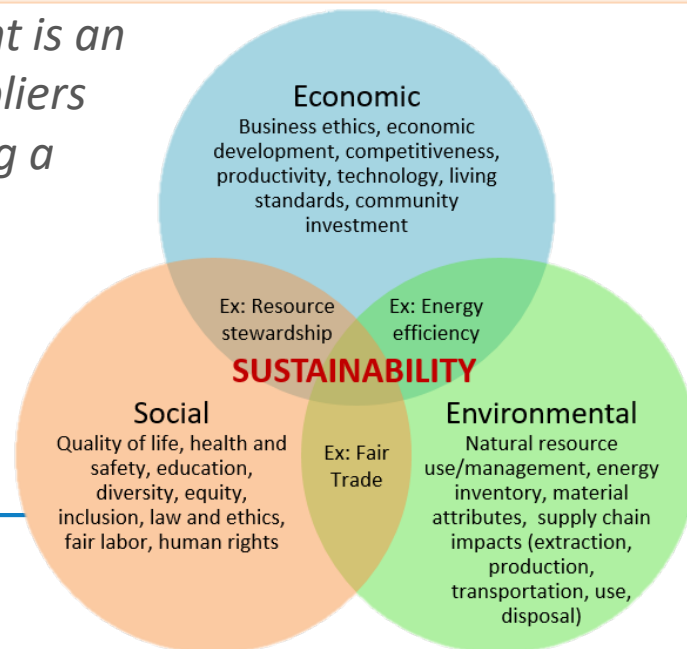 nt is an
pliers
g a
Economic
Business ethics, economic
development, competitiveness,
productivity, technology, living
standards, community
investment
Ex: Resource
stewardship
Ex: Energy
efficiency
SUSTAINABILITY
Social
Quality of life, health and
safety, education,
diversity, equity,
inclusion, law and ethics,
fair labor, human rights
Ex: Fair
Trade
Environmental
Natural resource
use/management, energy
inventory, material
attributes, supply chain
impacts (extraction,
production,
transportation, use,
disposal)